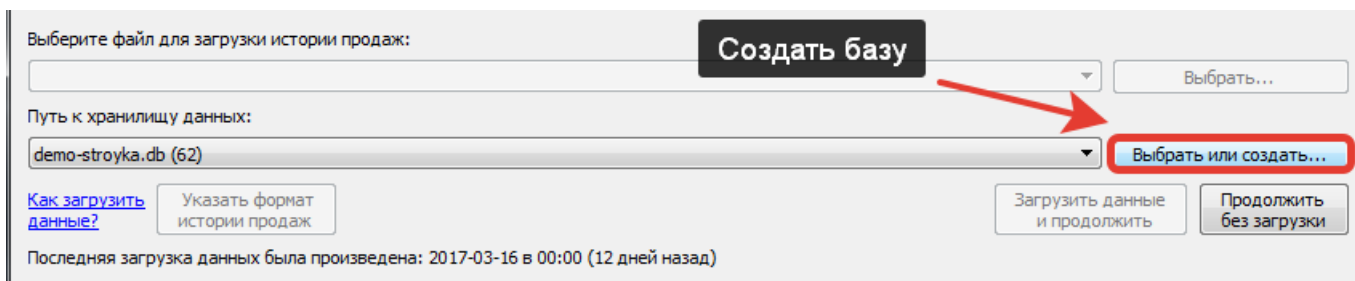 Выберите файл для загрузки истории продаж:
Создать базу
Выбрать...
Путь к хранилищу данных:
demo-stroyka.db (62)
Выбрать или создать...
Как загрузить
данные?
Указать формат
истории продаж
Загрузить данные
и продолжить
Продолжить
без загрузки
Последняя загрузка данных была произведена: 2017-03-16 в 00:00 (12 дней назад)